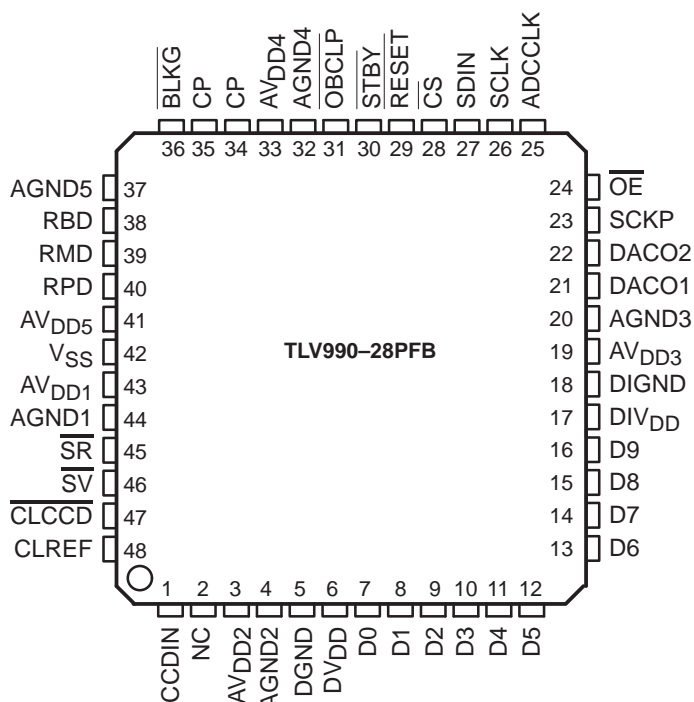 BLKG
CP
CP
AVDD4
AGND4
OBCLP
STBY
RESET
CS
SDIN
SCLK
ADCCLK
36 35 34 33 32 31 30 29 28 27 26 25
AGND5 37
RBD 38
RMD 39
RPD 40
AVDD5 41
VSS 42
AVDD1 43
AGND1 44
SR 45
SV 46
CLCCD 47
CLREF 48
TLV990–28PFB
24 OE
23 SCKP
22 DACO2
21 DACO1
20 AGND3
19 AVDD3
18 DIGND
17 DIVDD
16 D9
15 D8
14 D7
13 D6
1 2 3 4 5 6 7 8 9 10 11 12
CCDIN
NC
AVDD2
AGND2
DGND
DVDD
D0
D1
D2
D3
D4
D5